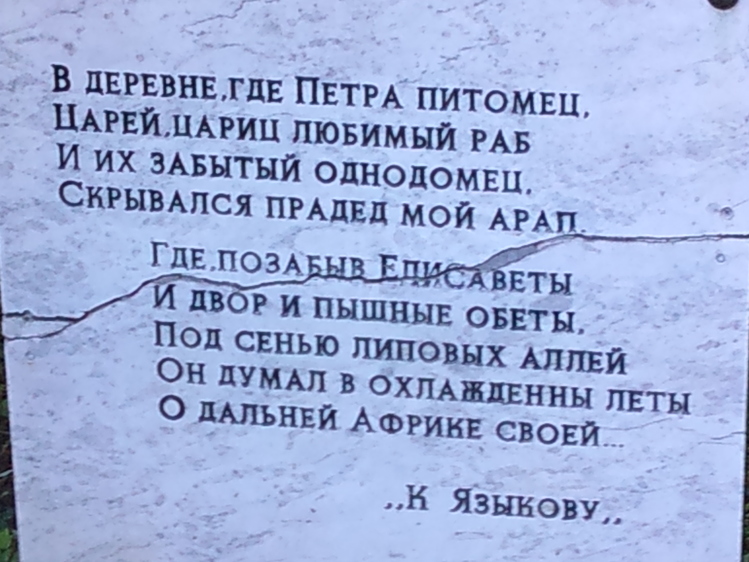 В ДЕРЕВНЕ,ГДЕ ПЕТРА ПИТОМЕЦ,
ЦАРЕЙ,ЦАРИЦ ЛЮБИМЫЙ РАБ
И ИХ ЗАБЫТЫЙ ОДНОДОМЕЦ,
СКРЫВАЛСЯ ПРАДЕД МОЙ АРАП.
ГДЕ,ПОЗАБЫВ ЕЛИСАВЕТЫ
И ДВОР И ПЫШНЫЕ ОБЕТЫ,
ПОД СЕНЬЮ ЛИПОВЫХ АЛЛЕЙ
ОН ДУМАЛ В ОХЛАЖДЕННЫ ЛЕТЫ
О ДАЛЬНЕЙ АФРИКЕ СВОЕЙ...
,,К ЯЗЫКОВУ,,